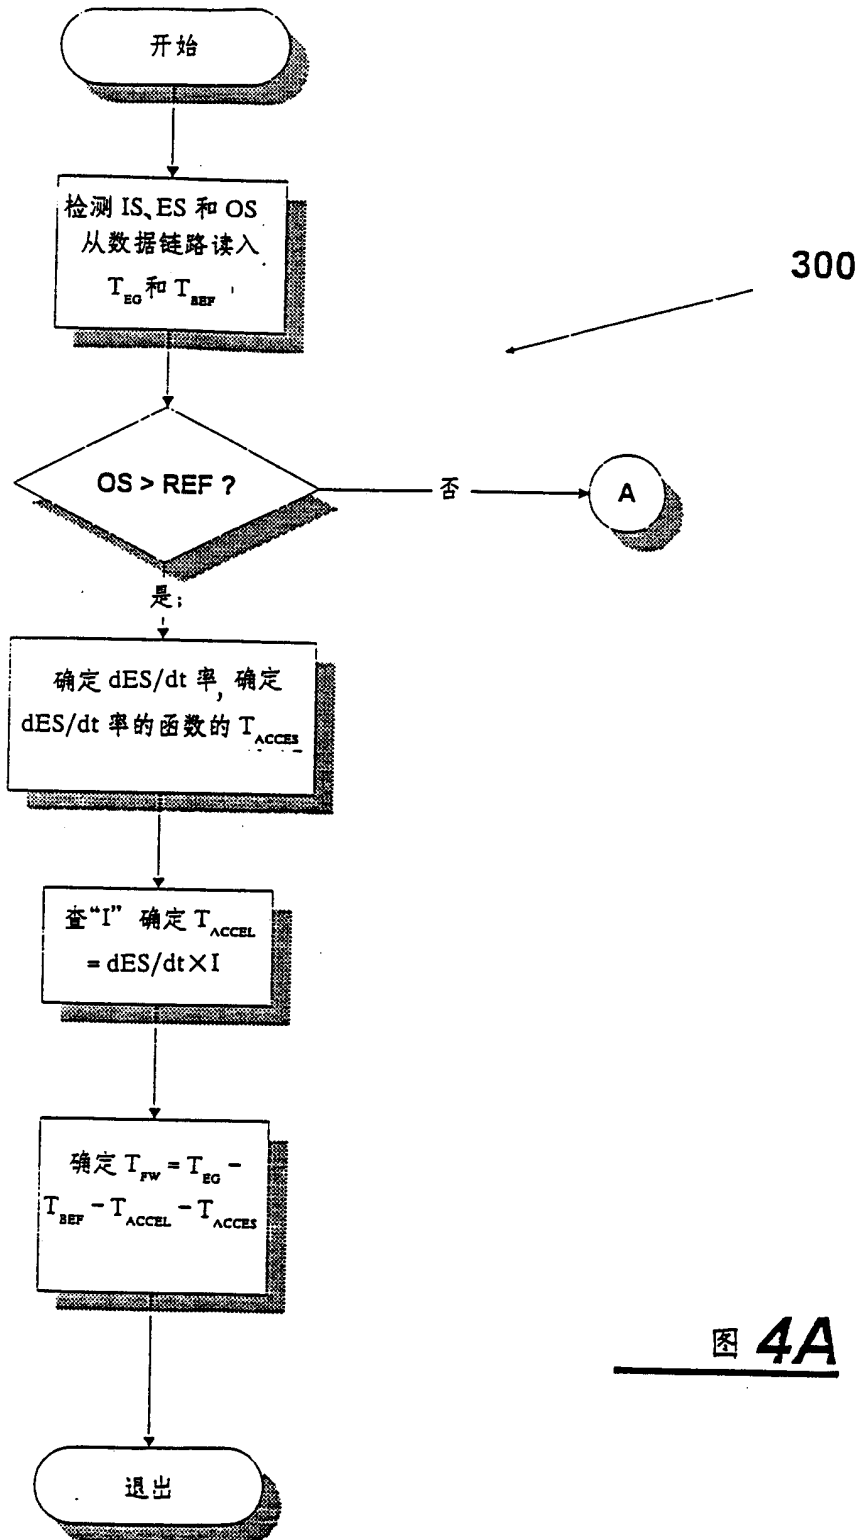 开始
检测 IS、ES 和 OS
从数据链路读入
T_EG 和 T_BEF
300
OS > REF ?
否
A
是
确定 dES/dt 率, 确定
dES/dt 率的函数的 T_ACCES
查“I” 确定 T_ACCEL
= dES/dt×I
确定 T_FW = T_EG −
T_BEF − T_ACCEL − T_ACCES
图 4A
退出